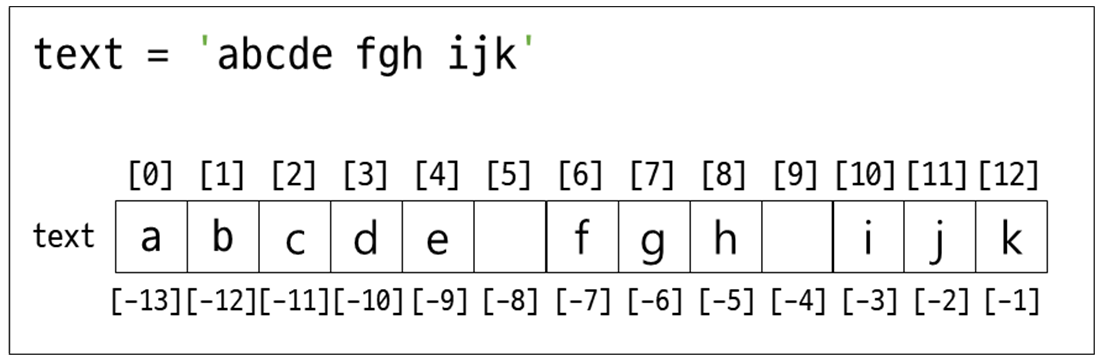 text = 'abcde fgh ijk'
[0] [1] [2] [3] [4] [5] [6] [7] [8] [9] [10] [11] [12]
text a b c d e f g h i j k
[-13] [-12] [-11] [-10] [-9] [-8] [-7] [-6] [-5] [-4] [-3] [-2] [-1]